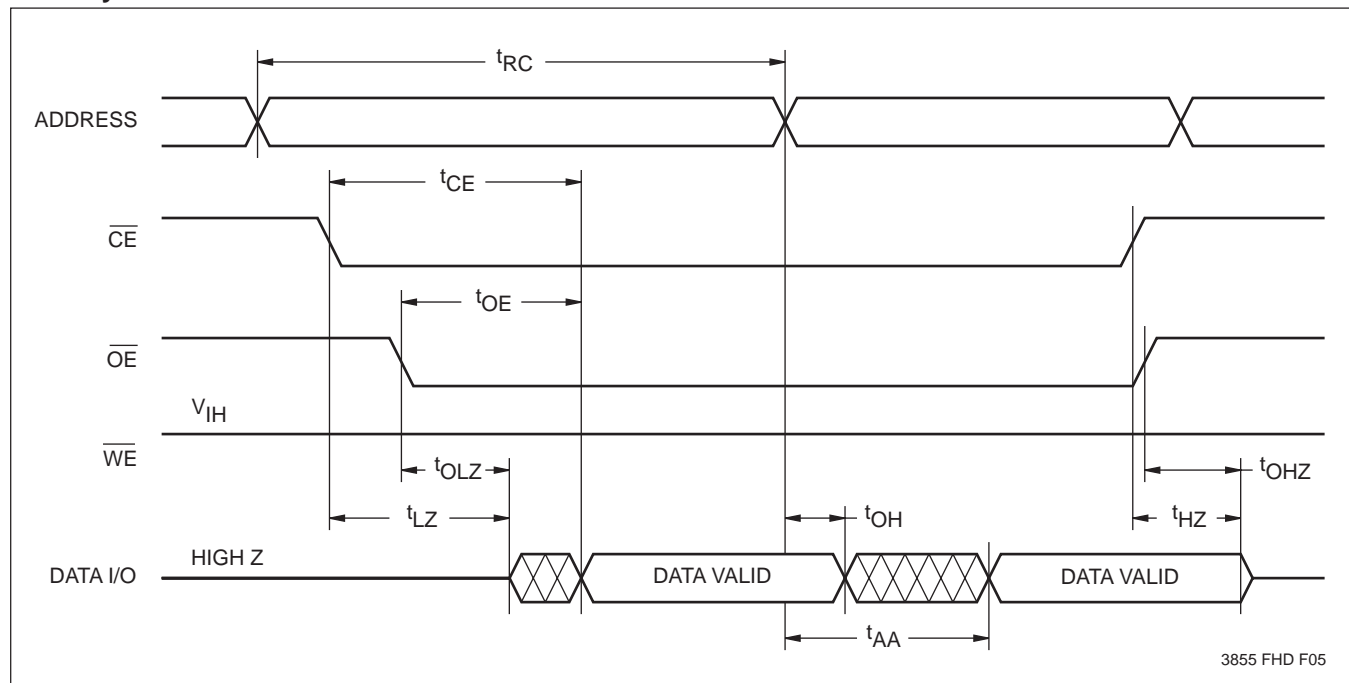 tRC
ADDRESS
tCE
CE
tOE
OE
VIH
WE
tOLZ
tOHZ
tLZ
tOH
tHZ
HIGH Z
DATA I/O
DATA VALID
DATA VALID
tAA
3855 FHD F05